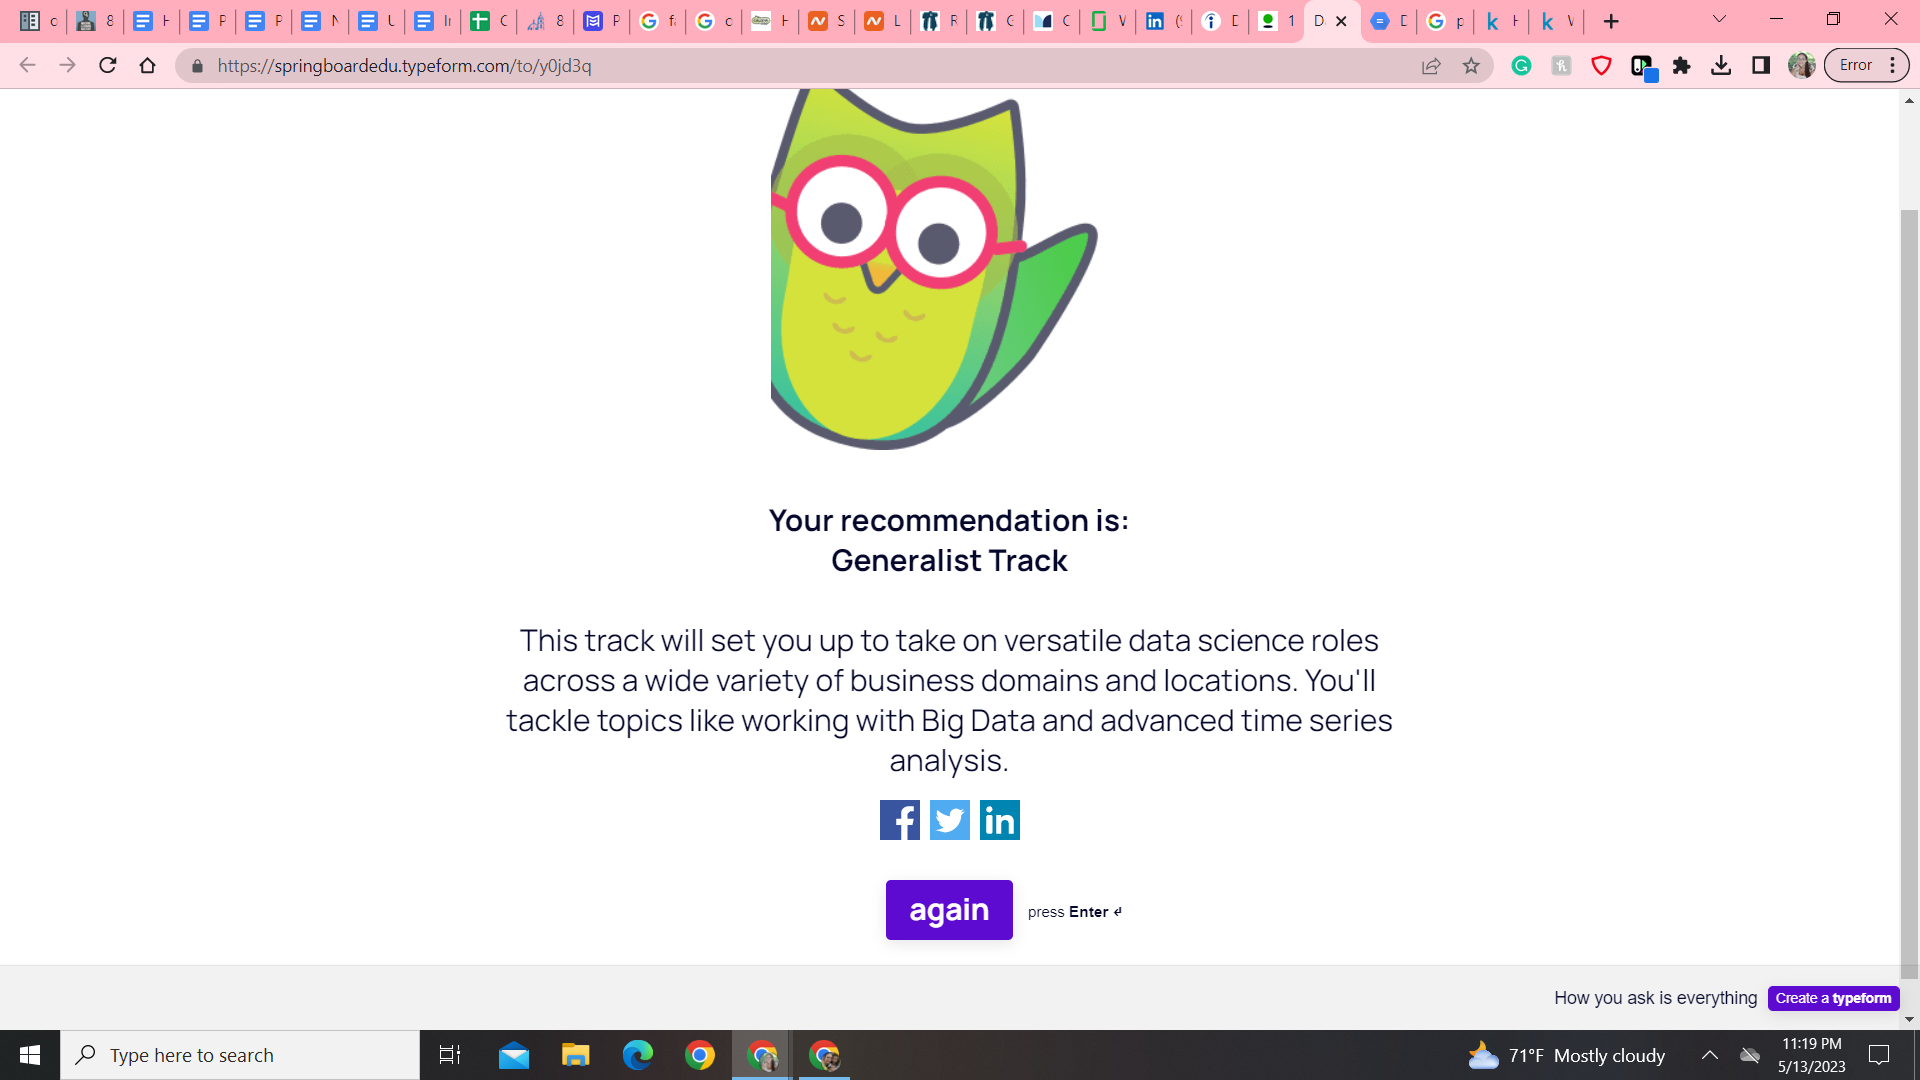 https://springboardedu.typeform.com/to/y0jd3q
Error
Your recommendation is:
Generalist Track
This track will set you up to take on versatile data science roles
across a wide variety of business domains and locations. You'll
tackle topics like working with Big Data and advanced time series
analysis.
again
press Enter ↵
How you ask is everything
Create a typeform
Type here to search
71°F Mostly cloudy
11:19 PM
5/13/2023